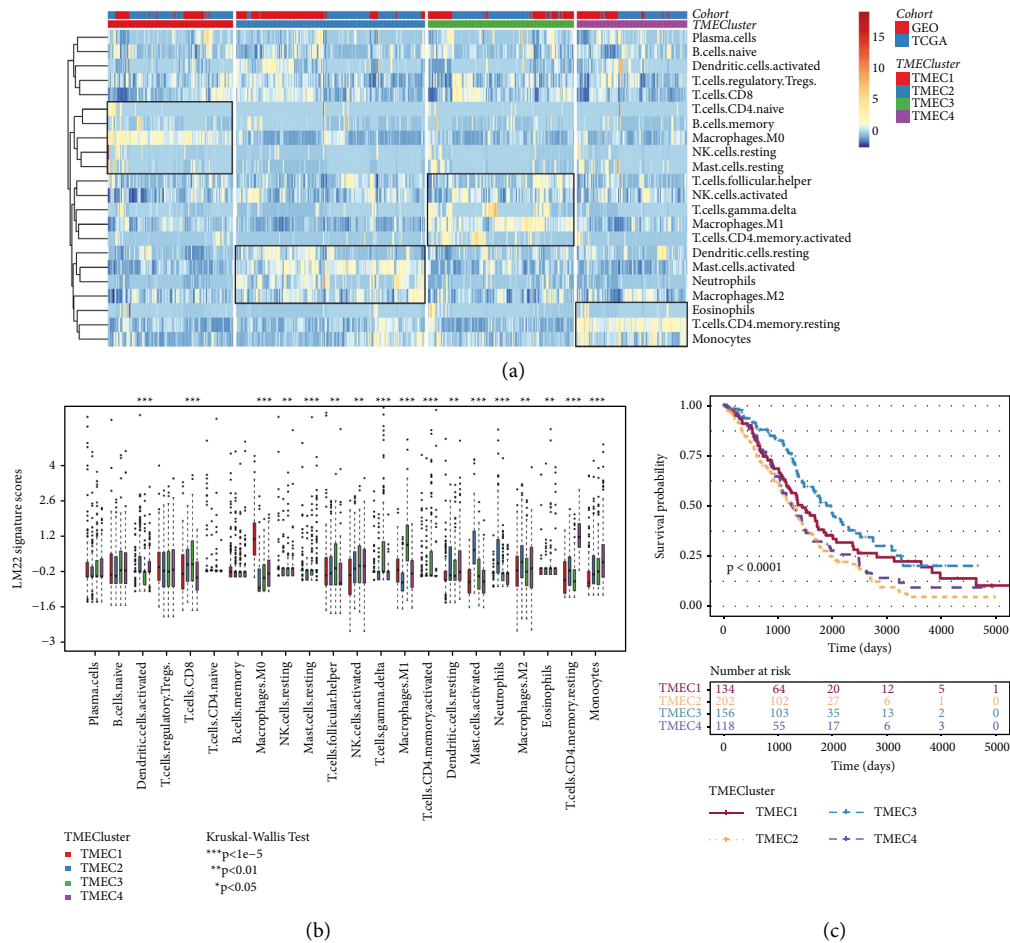 Cohort
TMECluster
Plasma.cells
B.cells.naive
Dendritic.cells.activated
T.cells.regulatory.Tregs.
T.cells.CD8
T.cells.CD4.naive
B.cells.memory
Macrophages.M0
NK.cells.resting
Mast.cells.resting
T.cells.follicular.helper
NK.cells.activated
T.cells.gamma.delta
Macrophages.M1
T.cells.CD4.memory.activated
Dendritic.cells.resting
Mast.cells.activated
Neutrophils
Macrophages.M2
Eosinophils
T.cells.CD4.memory.resting
Monocytes
15
10
5
0
Cohort
GEO
TCGA
TMECluster
TMEC1
TMEC2
TMEC3
TMEC4
(a)
*** *** *** ** *** ** ** *** *** *** ** *** *** ** ** *** ***
LM22 signature scores
4
2.6
1.2
−0.2
−1.6
−3
Plasma.cells
B.cells.naive
Dendritic.cells.activated
T.cells.regulatory.Tregs.
T.cells.CD8
T.cells.CD4.naive
B.cells.memory
Macrophages.M0
NK.cells.resting
Mast.cells.resting
T.cells.follicular.helper
NK.cells.activated
T.cells.gamma.delta
Macrophages.M1
T.cells.CD4.memory.activated
Dendritic.cells.resting
Mast.cells.activated
Neutrophils
Macrophages.M2
Eosinophils
T.cells.CD4.memory.resting
Monocytes
TMECluster
TMEC1
TMEC2
TMEC3
TMEC4
Kruskal-Wallis Test
***p<1e−5
**p<0.01
*p<0.05
(b)
Survival probability
1.00
0.75
0.50
0.25
0.00
p < 0.0001
0 1000 2000 3000 4000 5000
Time (days)
Number at risk
TMEC1 134 64 20 12 5 1
TMEC2 202 102 27 6 1 0
TMEC3 156 103 35 13 2 0
TMEC4 118 55 17 6 3 0
0 1000 2000 3000 4000 5000
Time (days)
TMECluster
TMEC1 TMEC3
TMEC2 TMEC4
(c)